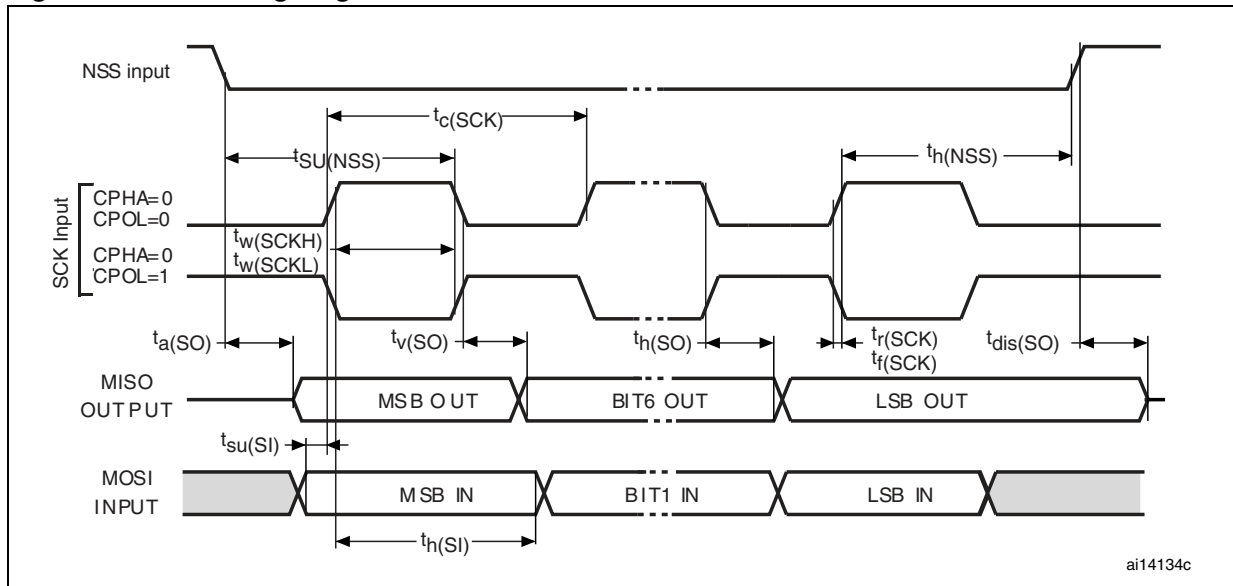 NSS input
tc(SCK)
tSU(NSS)
th(NSS)
SCK Input
CPHA=0
CPOL=0
tw(SCKH)
CPHA=0
tw(SCKL)
CPOL=1
ta(SO)
tv(SO)
th(SO)
tr(SCK)
tf(SCK)
tdis(SO)
MISO
OUTPUT
MSB OUT
BIT6 OUT
LSB OUT
tsu(SI)
MOSI
INPUT
MSB IN
BIT1 IN
LSB IN
th(SI)
ai14134c